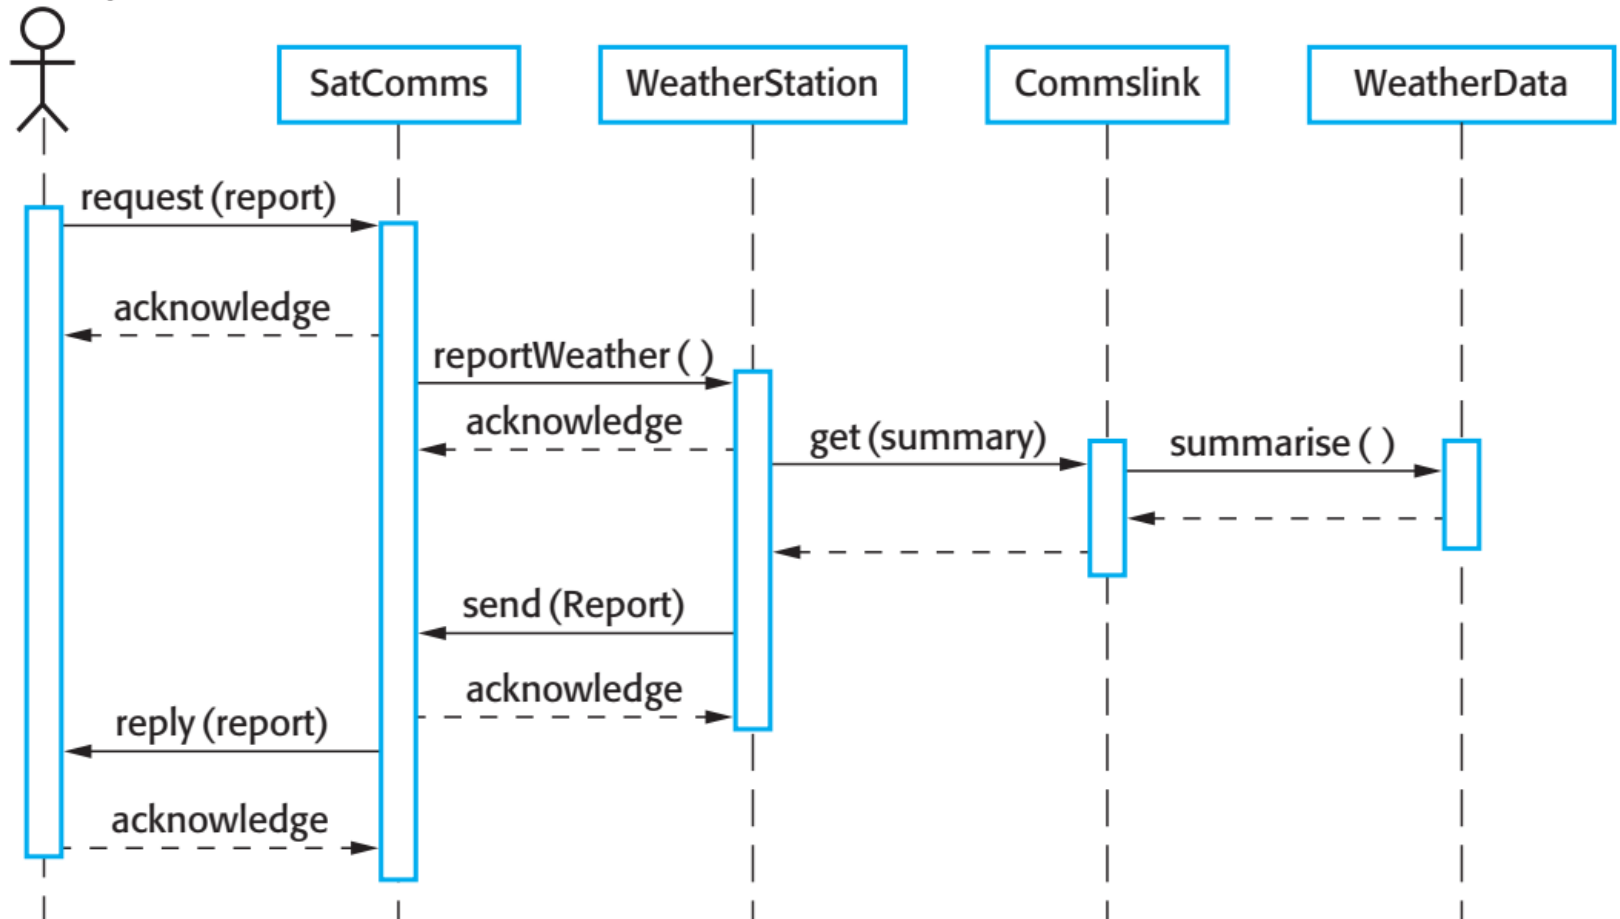 SatComms
WeatherStation
Commslink
WeatherData
request (report)
acknowledge
reportWeather ( )
acknowledge
get (summary)
summarise ( )
send (Report)
acknowledge
reply (report)
acknowledge